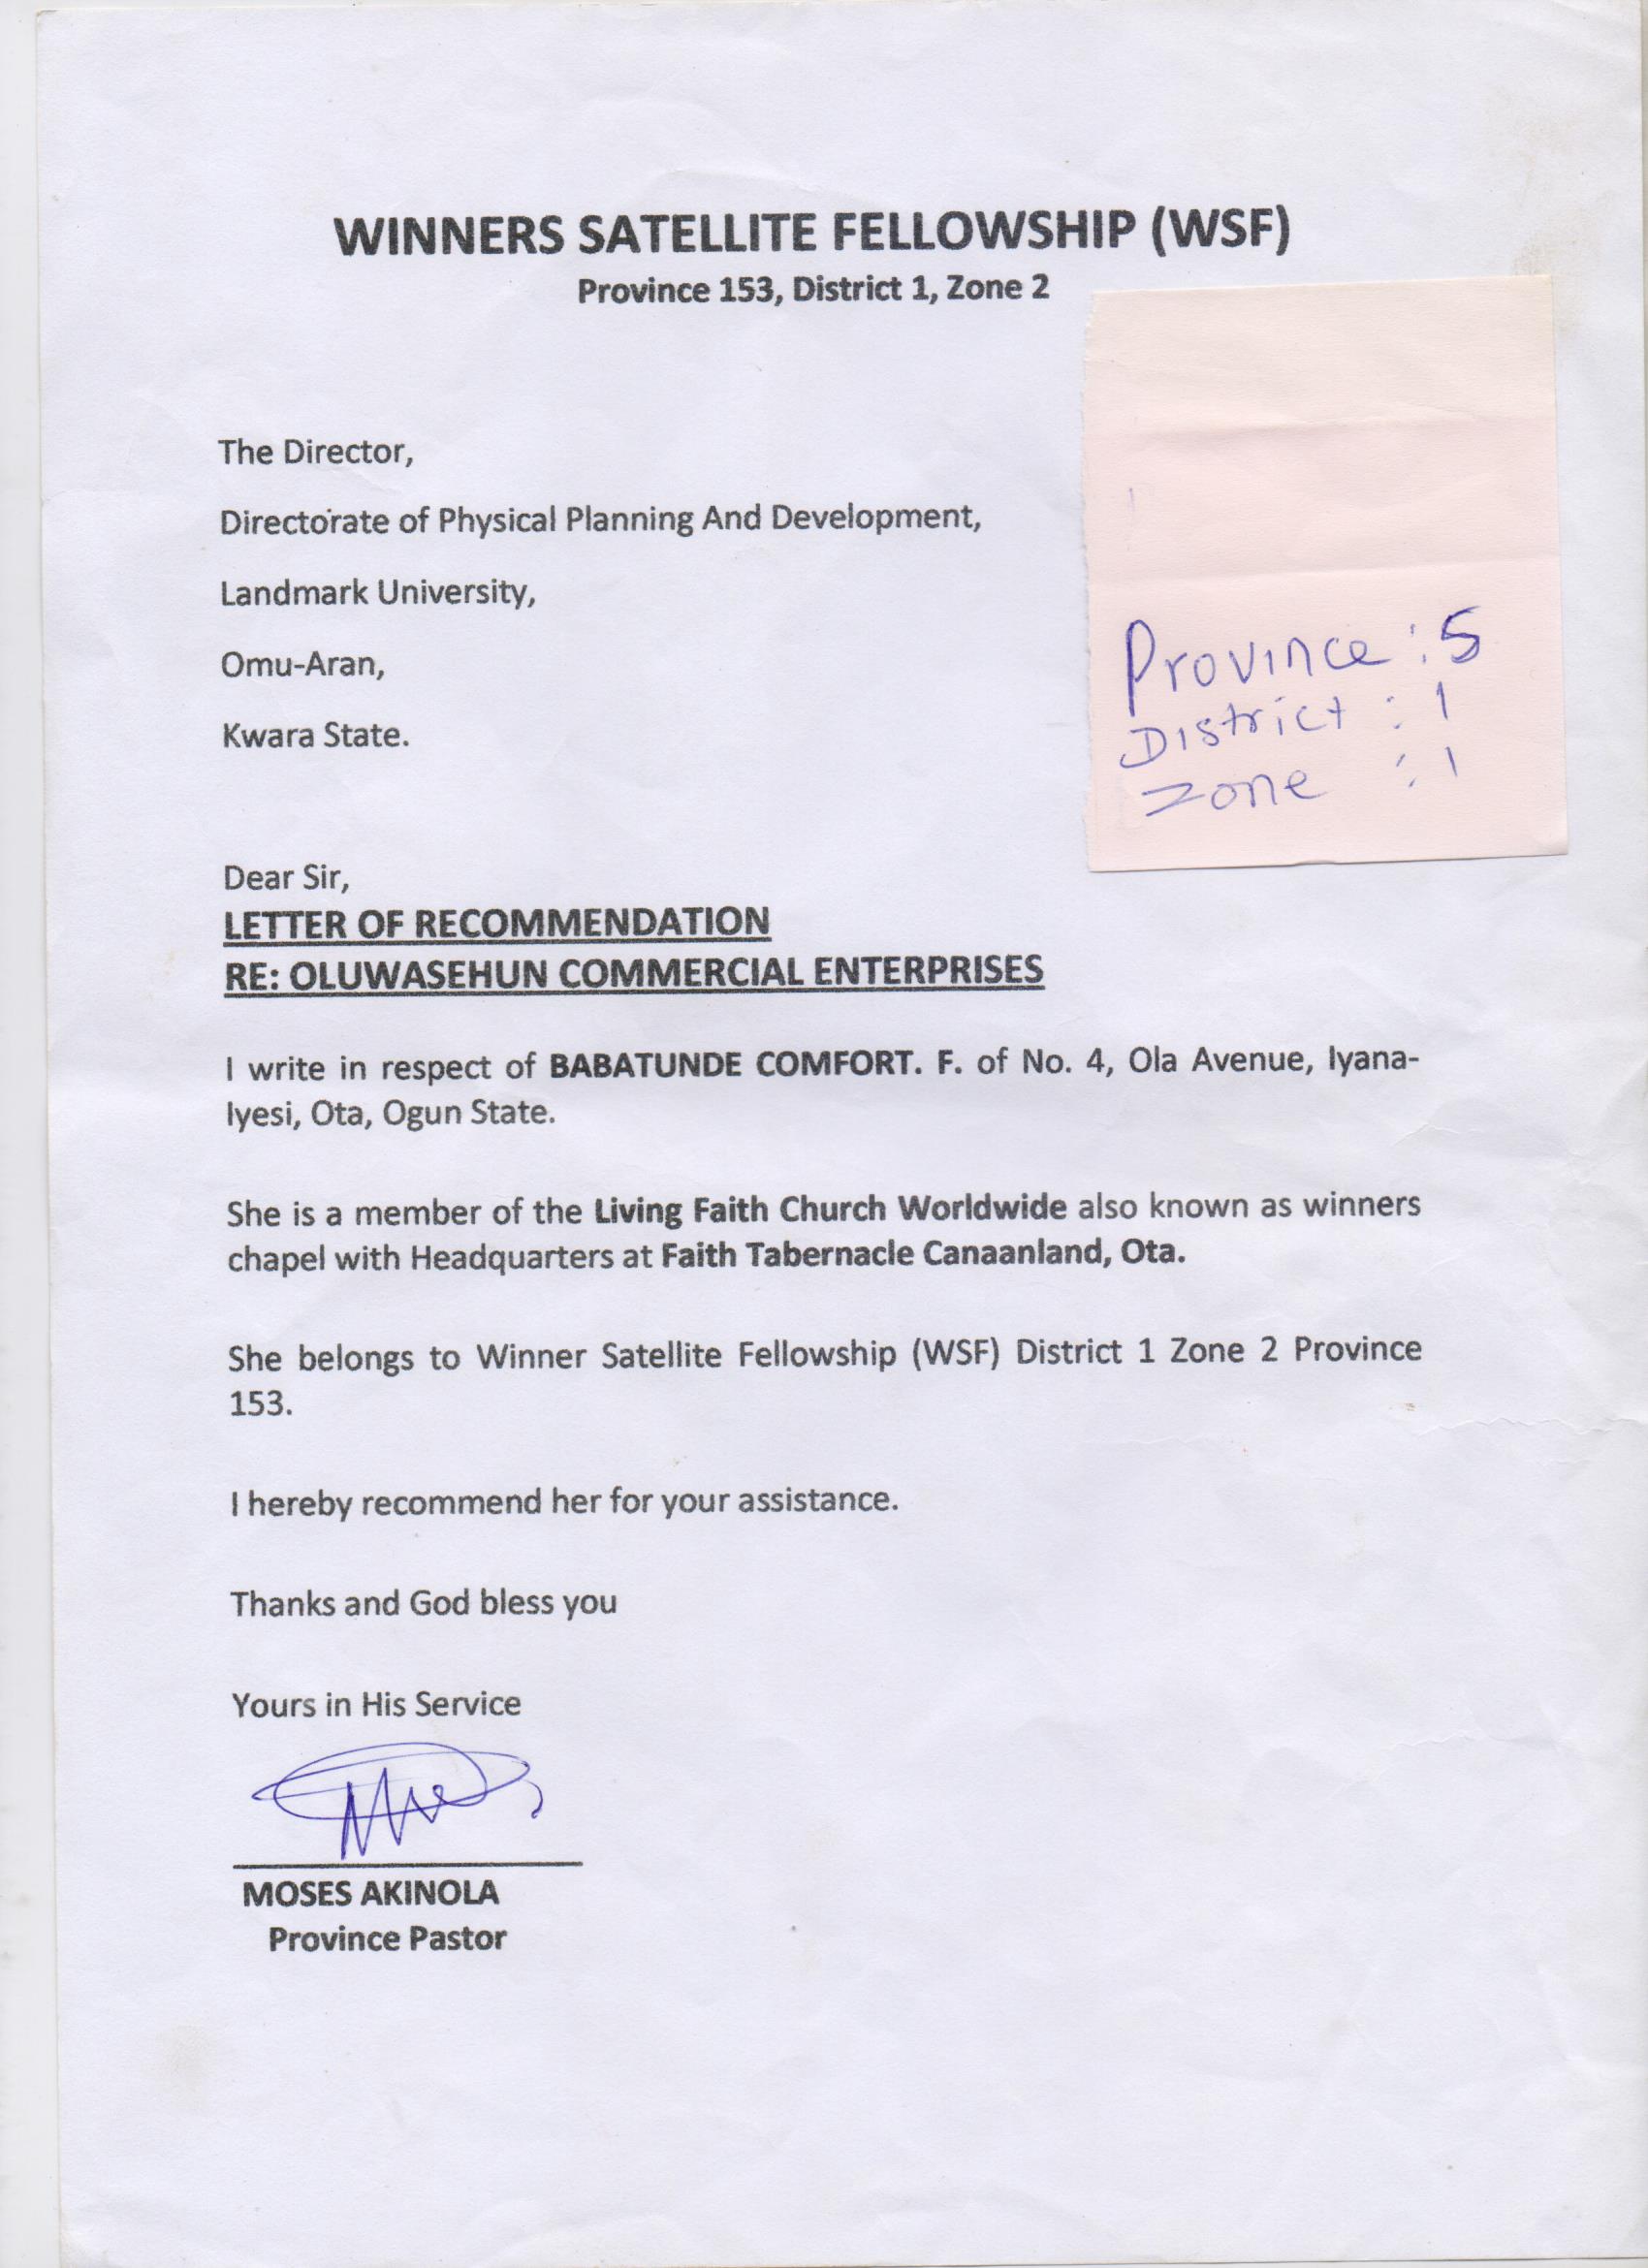 WINNERS SATELLITE FELLOWSHIP (WSF)
Province 153, District 1, Zone 2
The Director,
Directorate of Physical Planning And Development,
Landmark University,
Omu-Aran,
Kwara State.
Province : 5
District : 1
Zone : 1
Dear Sir,
LETTER OF RECOMMENDATION
RE: OLUWASEHUN COMMERCIAL ENTERPRISES
I write in respect of BABATUNDE COMFORT. F. of No. 4, Ola Avenue, Iyana-
Iyesi, Ota, Ogun State.
She is a member of the Living Faith Church Worldwide also known as winners
chapel with Headquarters at Faith Tabernacle Canaanland, Ota.
She belongs to Winner Satellite Fellowship (WSF) District 1 Zone 2 Province
153.
I hereby recommend her for your assistance.
Thanks and God bless you
Yours in His Service
MOSES AKINOLA
Province Pastor